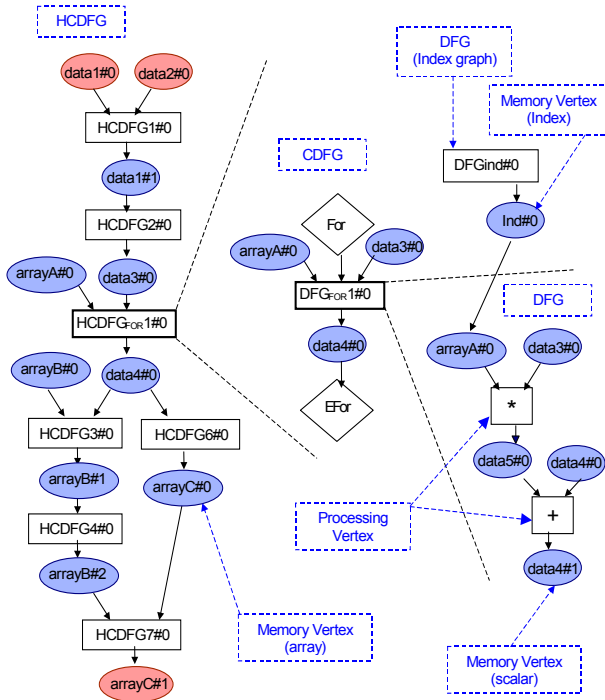 HCDFG
data1#0
data2#0
HCDFG1#0
data1#1
HCDFG2#0
arrayA#0
data3#0
HCDFGFOR1#0
arrayB#0
data4#0
HCDFG3#0
HCDFG6#0
arrayB#1
arrayC#0
HCDFG4#0
arrayB#2
HCDFG7#0
arrayC#1
Memory Vertex
(array)
CDFG
For
arrayA#0
data3#0
DFGFOR1#0
data4#0
EFor
DFG
(Index graph)
Memory Vertex
(Index)
DFGind#0
Ind#0
DFG
arrayA#0
data3#0
*
data5#0
data4#0
+
Processing
Vertex
data4#1
Memory Vertex
(scalar)